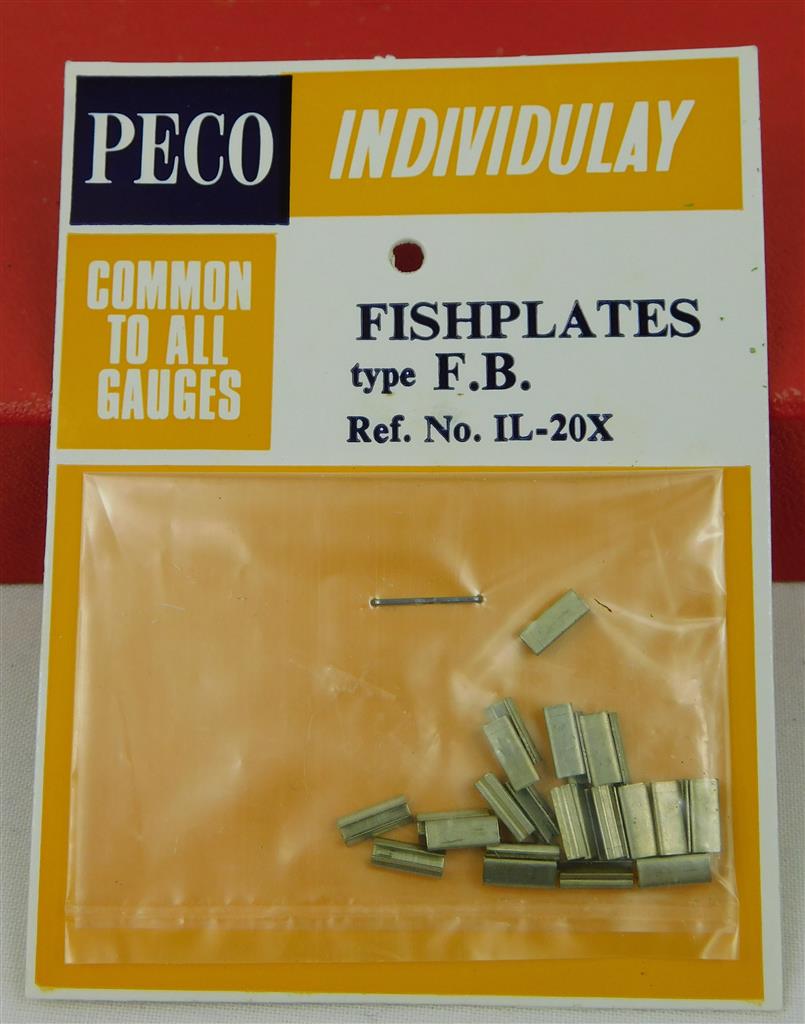 PECO
INDIVIDULAY
COMMON
TO ALL
GAUGES
FISHPLATES
type F.B.
Ref. No. IL-20X